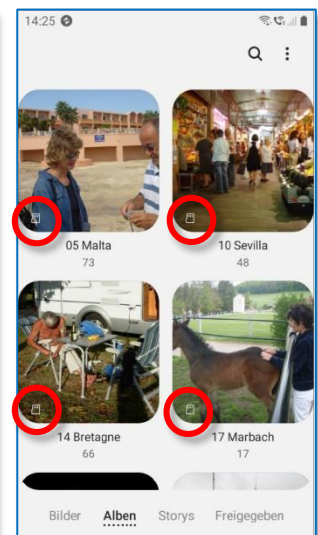 14:25
05 Malta
10 Sevilla
73
48
14 Bretagne
17 Marbach
66
17
Bilder Alben Storys Freigegeben